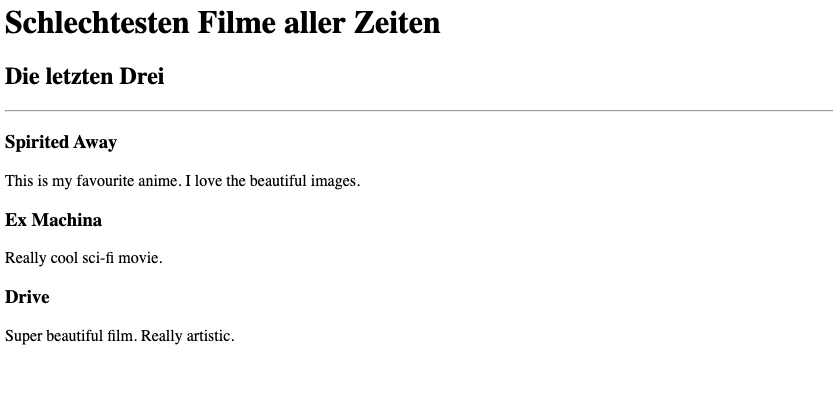 Schlechtesten Filme aller Zeiten
Die letzten Drei
Spirited Away
This is my favourite anime. I love the beautiful images.
Ex Machina
Really cool sci-fi movie.
Drive
Super beautiful film. Really artistic.